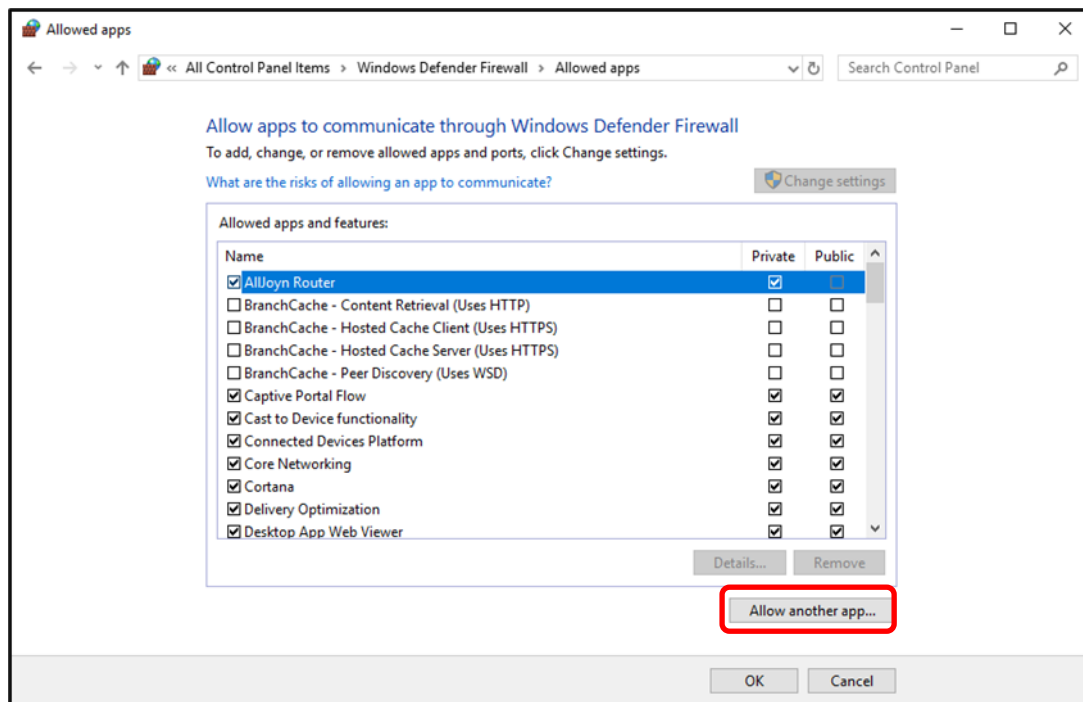 Allowed apps
« All Control Panel Items > Windows Defender Firewall > Allowed apps
Search Control Panel
Allow apps to communicate through Windows Defender Firewall
To add, change, or remove allowed apps and ports, click Change settings.
What are the risks of allowing an app to communicate?
Change settings
Allowed apps and features:
Name Private Public
AllJoyn Router
BranchCache - Content Retrieval (Uses HTTP)
BranchCache - Hosted Cache Client (Uses HTTPS)
BranchCache - Hosted Cache Server (Uses HTTPS)
BranchCache - Peer Discovery (Uses WSD)
Captive Portal Flow
Cast to Device functionality
Connected Devices Platform
Core Networking
Cortana
Delivery Optimization
Desktop App Web Viewer
Details... Remove
Allow another app...
OK Cancel